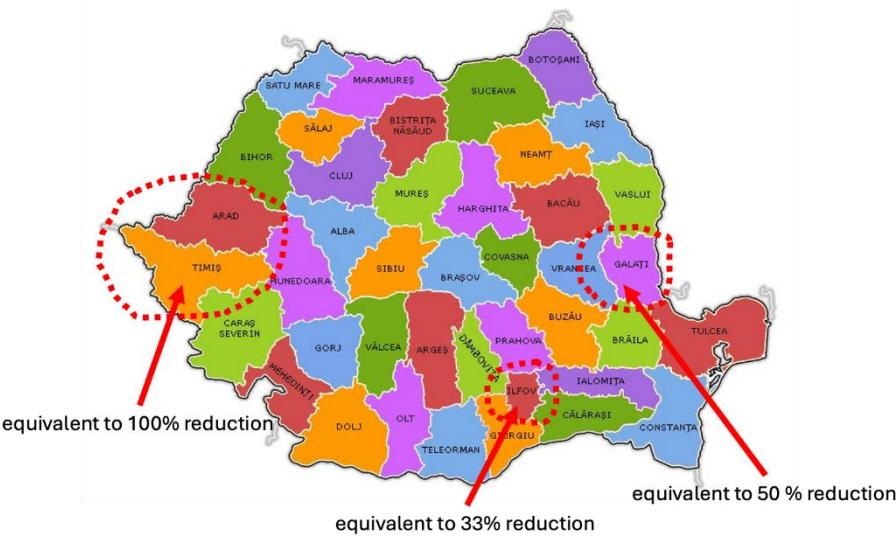 BOTOȘANI
SATU MARE
MARAMUREȘ
SUCEAVA
BISTRIȚA
NĂSĂUD
IAȘI
SĂLAJ
NEAMȚ
BIHOR
CLUJ
MUREȘ
VASLUI
HARGHITA
BACĂU
ARAD
ALBA
COVASNA
GALAȚI
TIMIȘ
SIBIU
VRANCEA
HUNEDOARA
BRAȘOV
BUZĂU
TULCEA
CARAȘ
SEVERIN
GORJ
VÂLCEA
ARGEȘ
DÂMBOVIȚA
PRAHOVA
BRĂILA
MEHEDINȚI
ILFOV
IALOMIȚA
CĂLĂRAȘI
OLT
DOLJ
GIURGIU
CONSTANȚA
TELEORMAN
equivalent to 100% reduction
equivalent to 50 % reduction
equivalent to 33% reduction